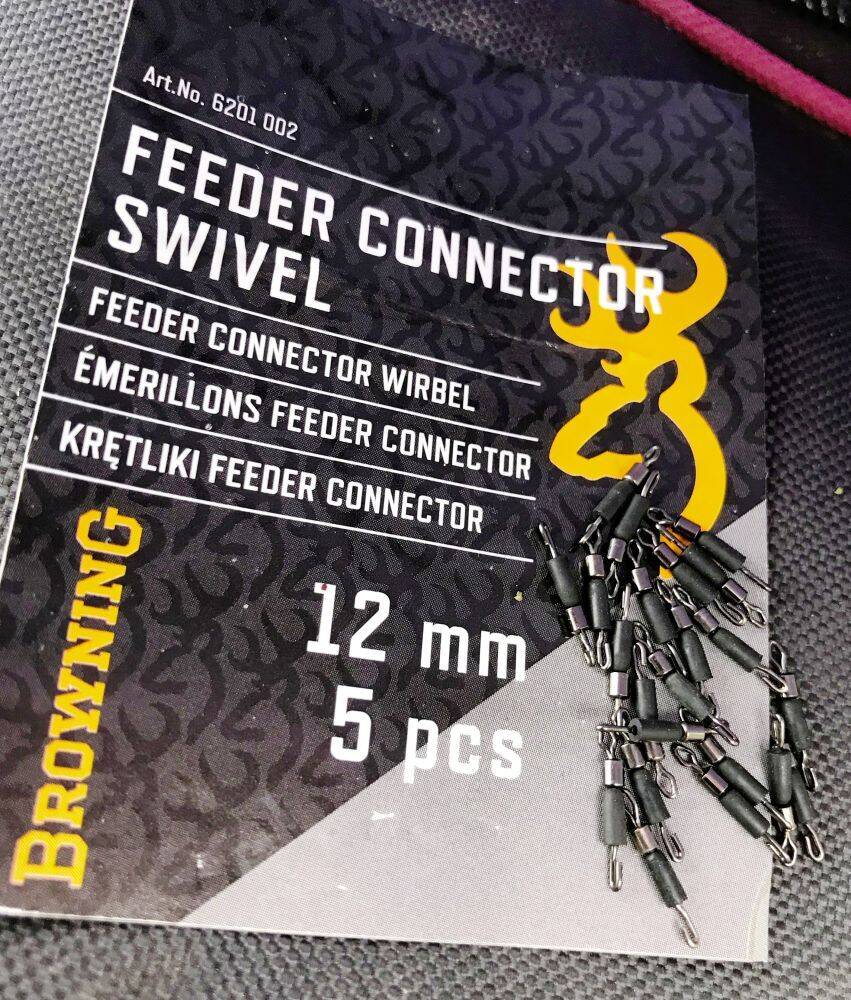 Art.No. 6201 002
FEEDER CONNECTOR
SWIVEL
FEEDER CONNECTOR WIRBEL
ÉMERILLONS FEEDER CONNECTOR
KRĘTLIKI FEEDER CONNECTOR
BROWNING
12 mm
5 pcs